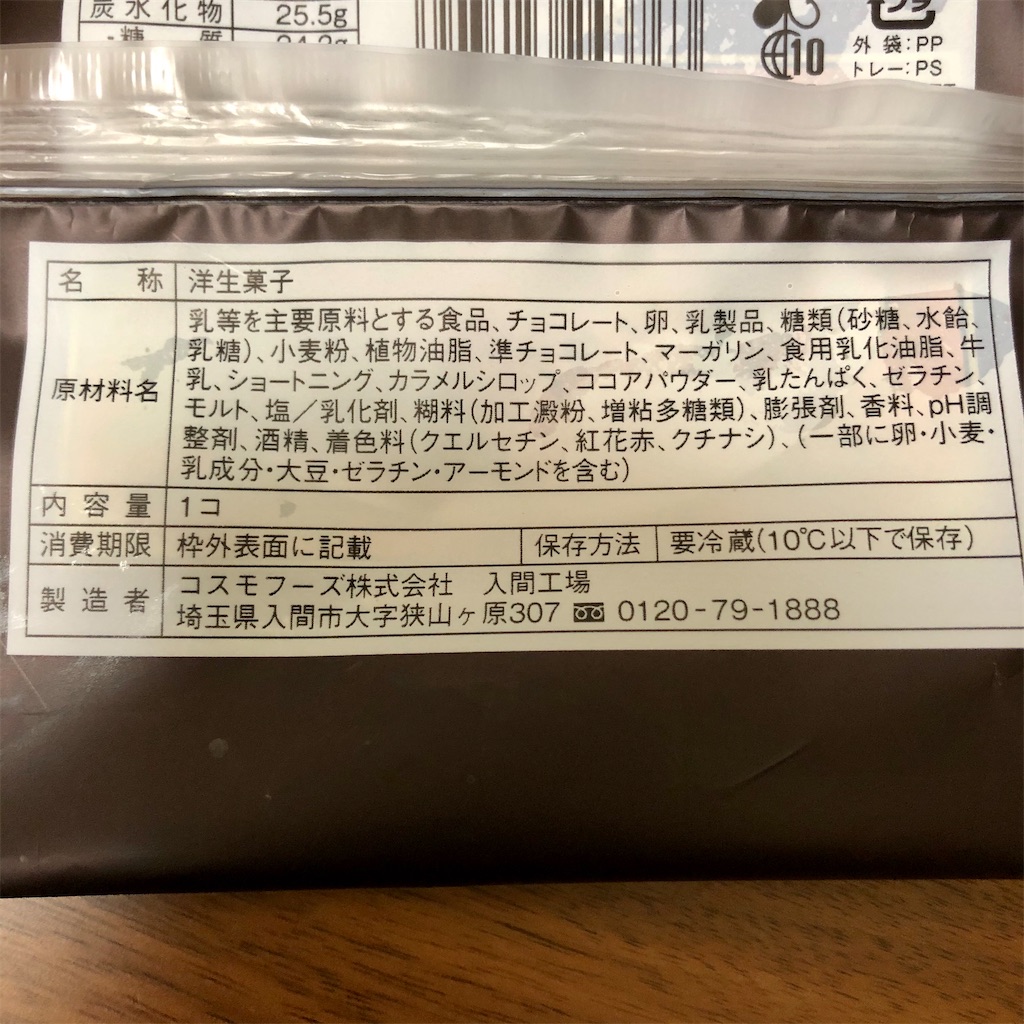 炭水化物 25.5g
-糖質
10
外袋:PP
トレー:PS
名称 洋生菓子
原材料名
乳等を主要原料とする食品、チョコレート、卵、乳製品、糖類(砂糖、水飴、
乳糖)、小麦粉、植物油脂、準チョコレート、マーガリン、食用乳化油脂、牛
乳、ショートニング、カラメルシロップ、ココアパウダー、乳たんぱく、ゼラチン、
モルト、塩/乳化剤、糊料(加工澱粉、増粘多糖類)、膨張剤、香料、pH調
整剤、酒精、着色料(クエルセチン、紅花赤、クチナシ)、(一部に卵・小麦・
乳成分・大豆・ゼラチン・アーモンドを含む)
内容量 1コ
消費期限 枠外表面に記載 保存方法 要冷蔵(10℃以下で保存)
製造者
コスモフーズ株式会社 入間工場
埼玉県入間市大字狭山ヶ原307 0120-79-1888